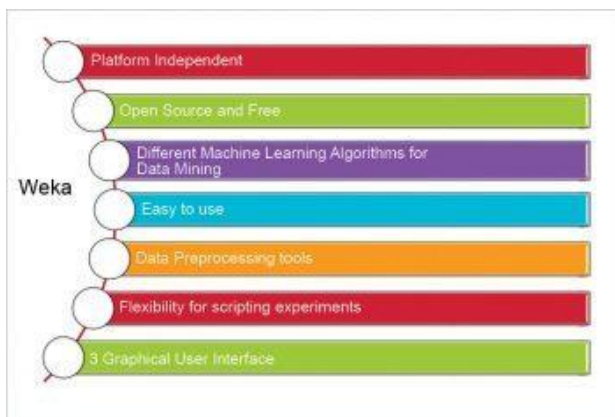 Platform Independent
Open Source and Free
Different Machine Learning Algorithms for
Data Mining
Weka
Easy to use
Data Preprocessing tools
Flexibility for scripting experiments
3 Graphical User Interface